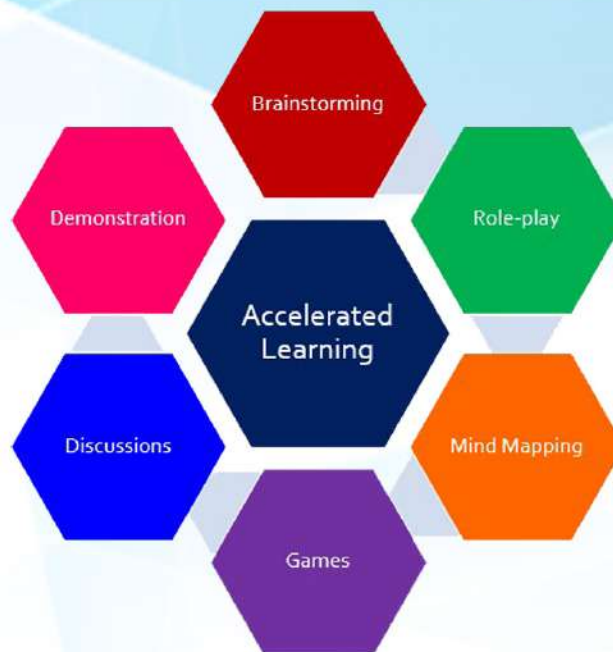 Brainstorming
Role-play
Demonstration
Accelerated
Learning
Mind Mapping
Discussions
Games